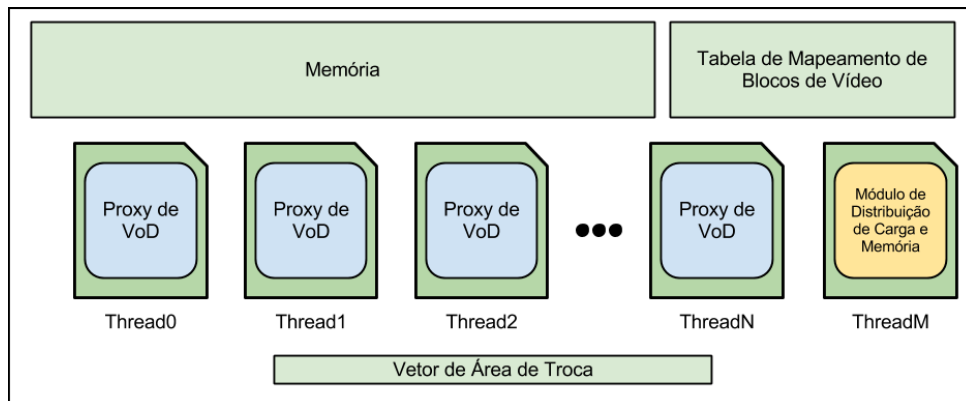 Memória
Tabela de Mapeamento de
Blocos de Vídeo
Proxy de
VoD
Proxy de
VoD
Proxy de
VoD
Proxy de
VoD
Módulo de
Distribuição
de Carga e
Memória
Thread0
Thread1
Thread2
ThreadN
ThreadM
Vetor de Área de Troca